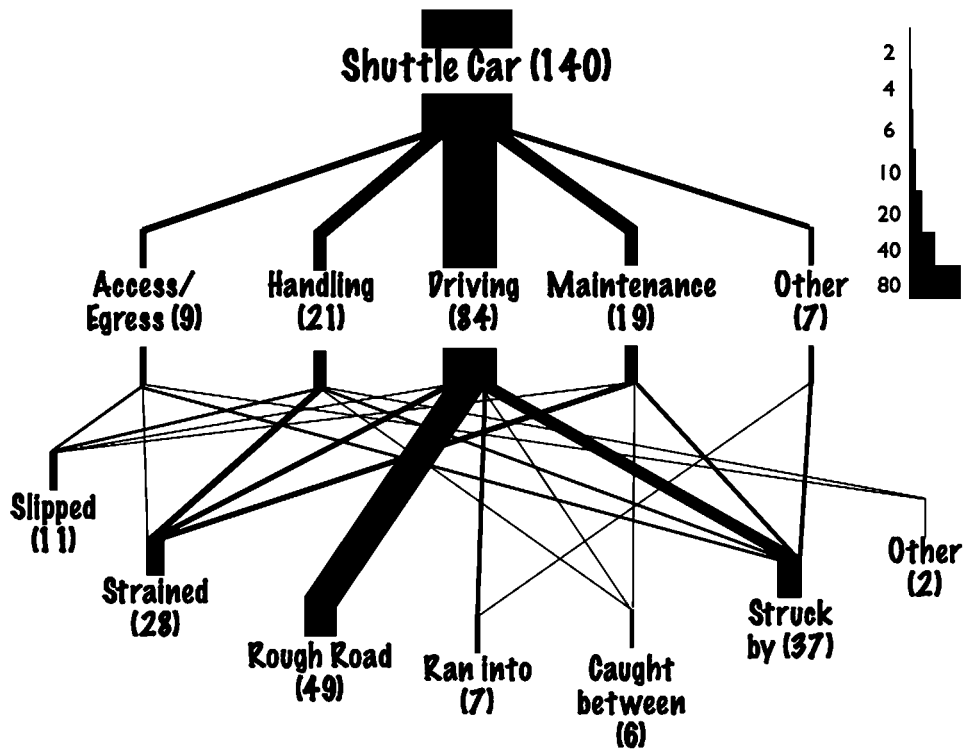 Shuttle Car (140)
2
4
6
10
20
40
80
Access/
Egress (9)
Handling
(21)
Driving
(84)
Maintenance
(19)
Other
(7)
Slipped
(11)
Strained
(28)
Rough Road
(49)
Ran into
(7)
Caught
between
(6)
Struck
by (37)
Other
(2)